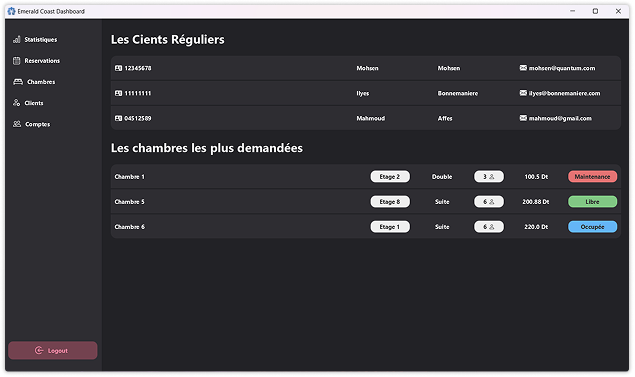 Emerald Coast Dashboard
Statistiques
Reservations
Chambres
Clients
Comptes
Logout
Les Cients Réguliers
12345678 Mohsen Mohsen mohsen@quantum.com
11111111 Ilyes Bonnemaniere ilyes@bonnemaniere.com
04512589 Mahmoud Affes mahmoud@gmail.com
Les chambres les plus demandées
Chambre 1 Etage 2 Double 3 100.5 Dt Maintenance
Chambre 5 Etage 8 Suite 6 200.88 Dt Libre
Chambre 6 Etage 1 Suite 6 220.0 Dt Occupée